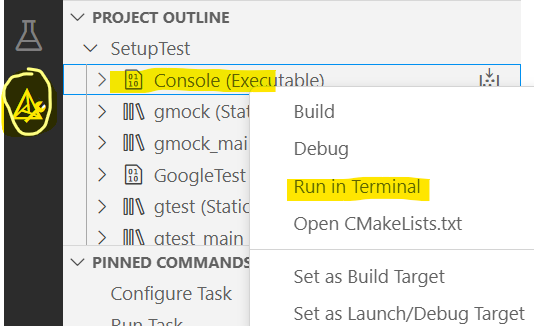 PROJECT OUTLINE
SetupTest
Console (Executable)
gmock (Stat
gmock_mai
GoogleTest
gtest (Static
gtest_main
PINNED COMMANDS
Configure Task
Run Task
Build
Debug
Run in Terminal
Open CMakeLists.txt
Set as Build Target
Set as Launch/Debug Target